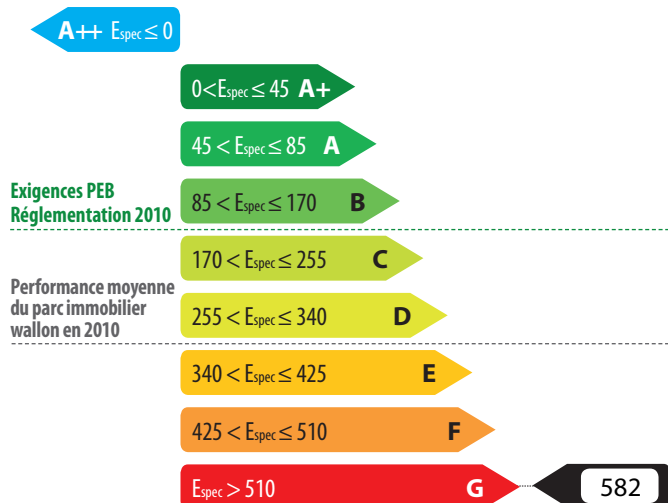 A++ Espec ≤ 0
0<Espec ≤ 45 A+
45 < Espec ≤ 85 A
Exigences PEB
Réglementation 2010
85 < Espec ≤ 170 B
170 < Espec ≤ 255 C
Performance moyenne
du parc immobilier
wallon en 2010
255 < Espec ≤ 340 D
340 < Espec ≤ 425 E
425 < Espec ≤ 510 F
Espec > 510 G
582